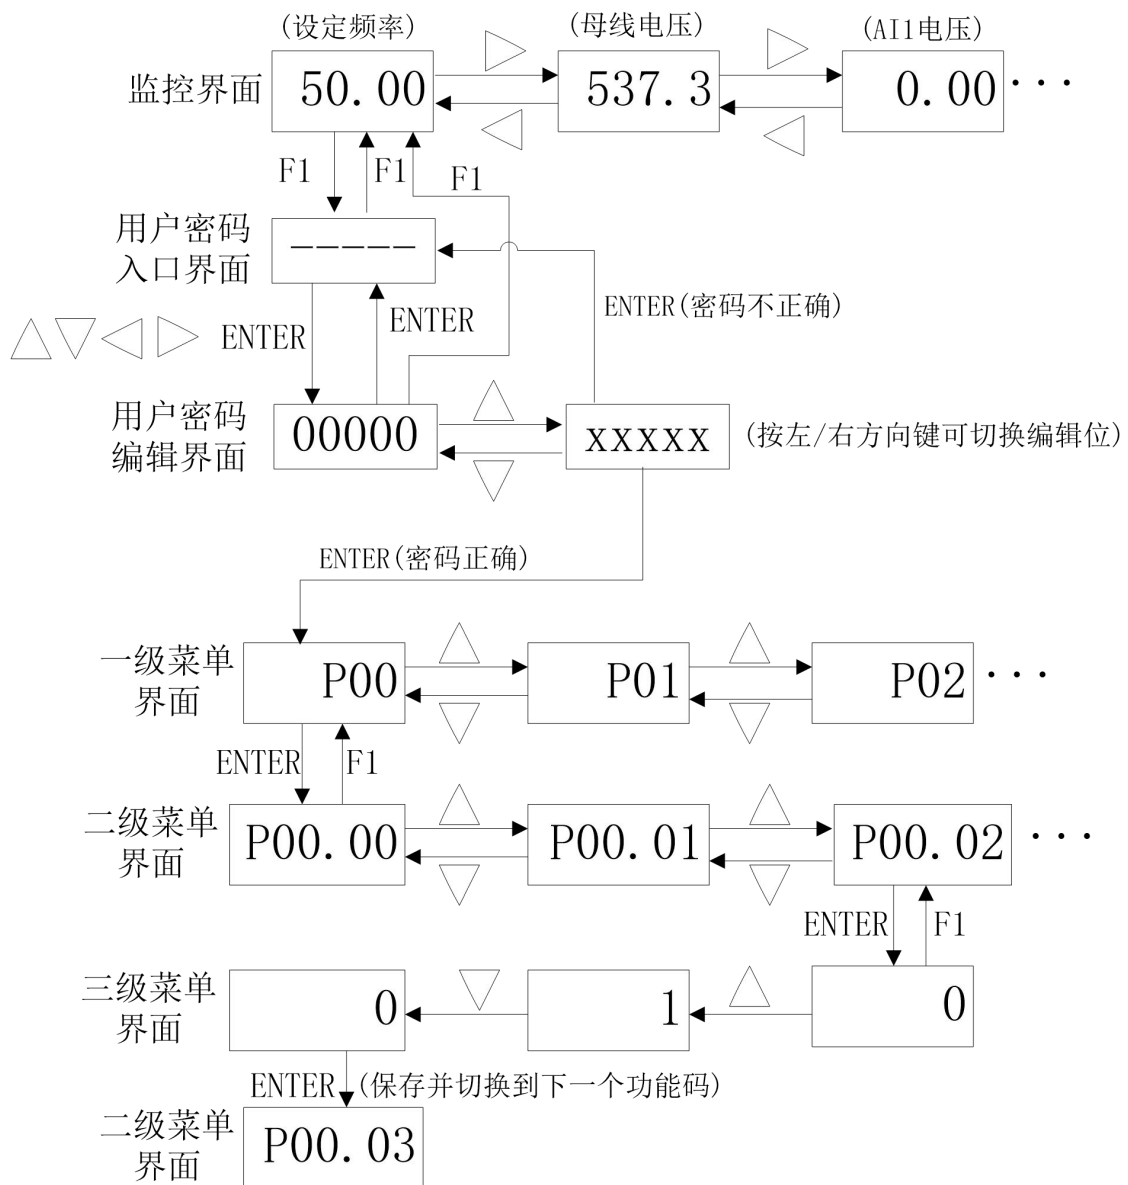 (设定频率)
(母线电压)
(AI1电压)
监控界面
50.00
537.3
0.00
···
F1
F1
F1
用户密码
入口界面
-----
ENTER
ENTER
ENTER(密码不正确)
用户密码
编辑界面
00000
xxxxx
(按左/右方向键可切换编辑位)
ENTER(密码正确)
一级菜单
界面
P00
P01
P02
···
ENTER
F1
二级菜单
界面
P00.00
P00.01
P00.02
···
ENTER
F1
三级菜单
界面
0
1
0
ENTER(保存并切换到下一个功能码)
二级菜单
界面
P00.03